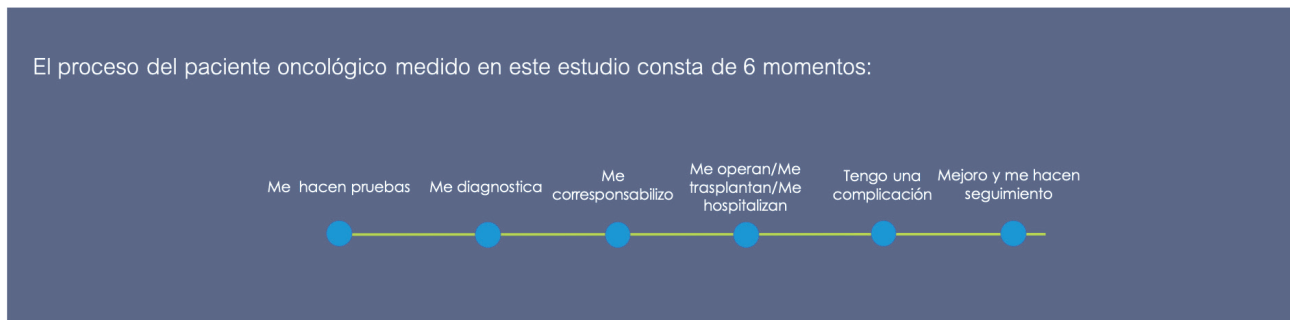 El proceso del paciente oncológico medido en este estudio consta de 6 momentos:
Me hacen pruebas
Me diagnostica
Me
corresponsabilizo
Me operan/Me
trasplantan/Me
hospitalizan
Tengo una
complicación
Mejoro y me hacen
seguimiento